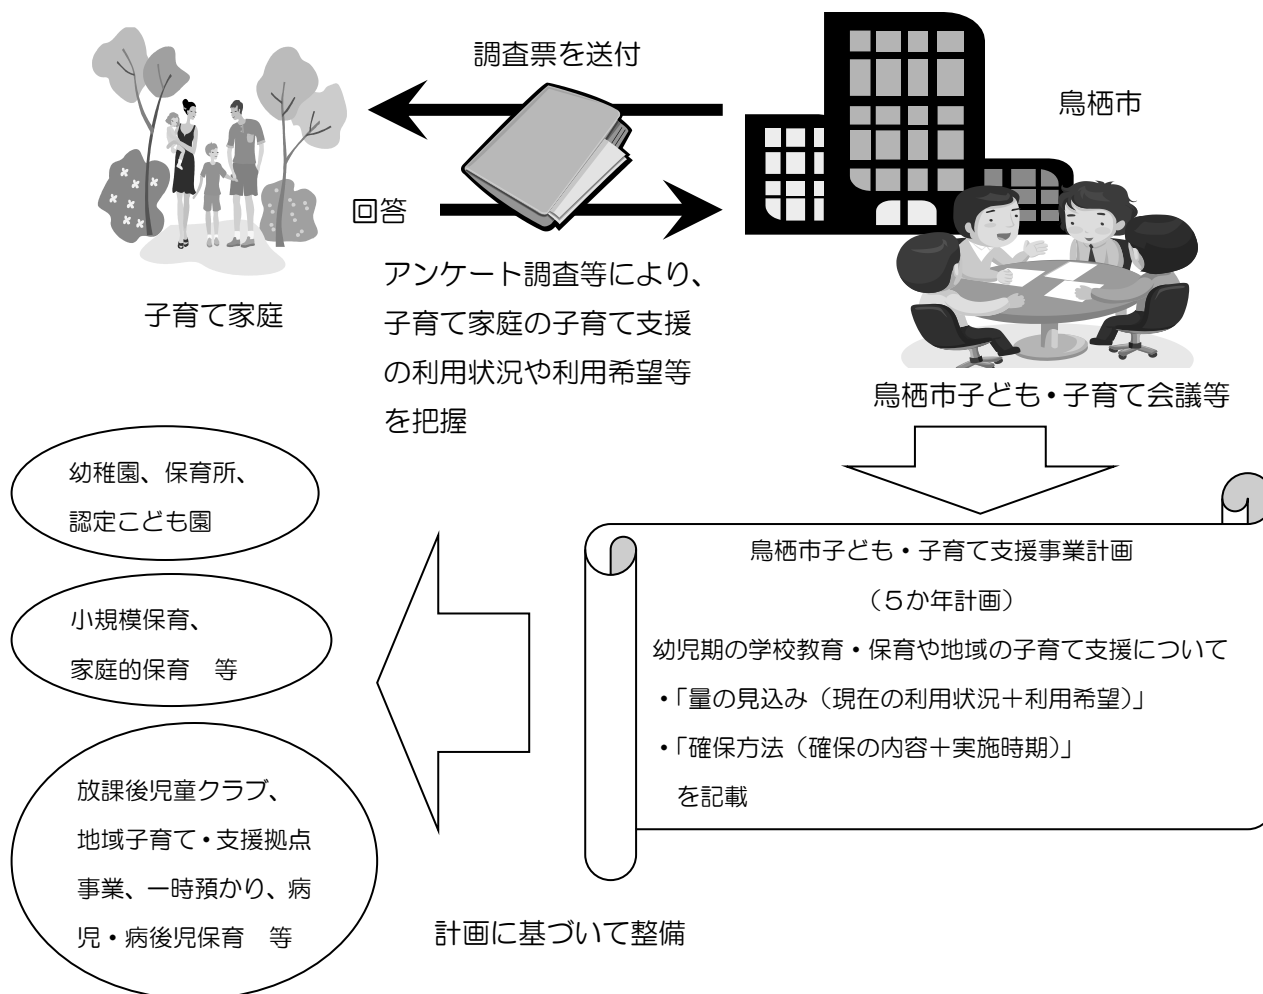 調査票を送付
鳥栖市
回答
子育て家庭
アンケート調査等により、
子育て家庭の子育て支援
の利用状況や利用希望等
を把握
鳥栖市子ども・子育て会議等
鳥栖市子ども・子育て支援事業計画
（５か年計画）
幼児期の学校教育・保育や地域の子育て支援について
・「量の見込み（現在の利用状況＋利用希望）」
・「確保方法（確保の内容＋実施時期）」
を記載
計画に基づいて整備
幼稚園、保育所、
認定こども園
小規模保育、
家庭的保育　等
放課後児童クラブ、
地域子育て・支援拠点
事業、一時預かり、病
児・病後児保育　等